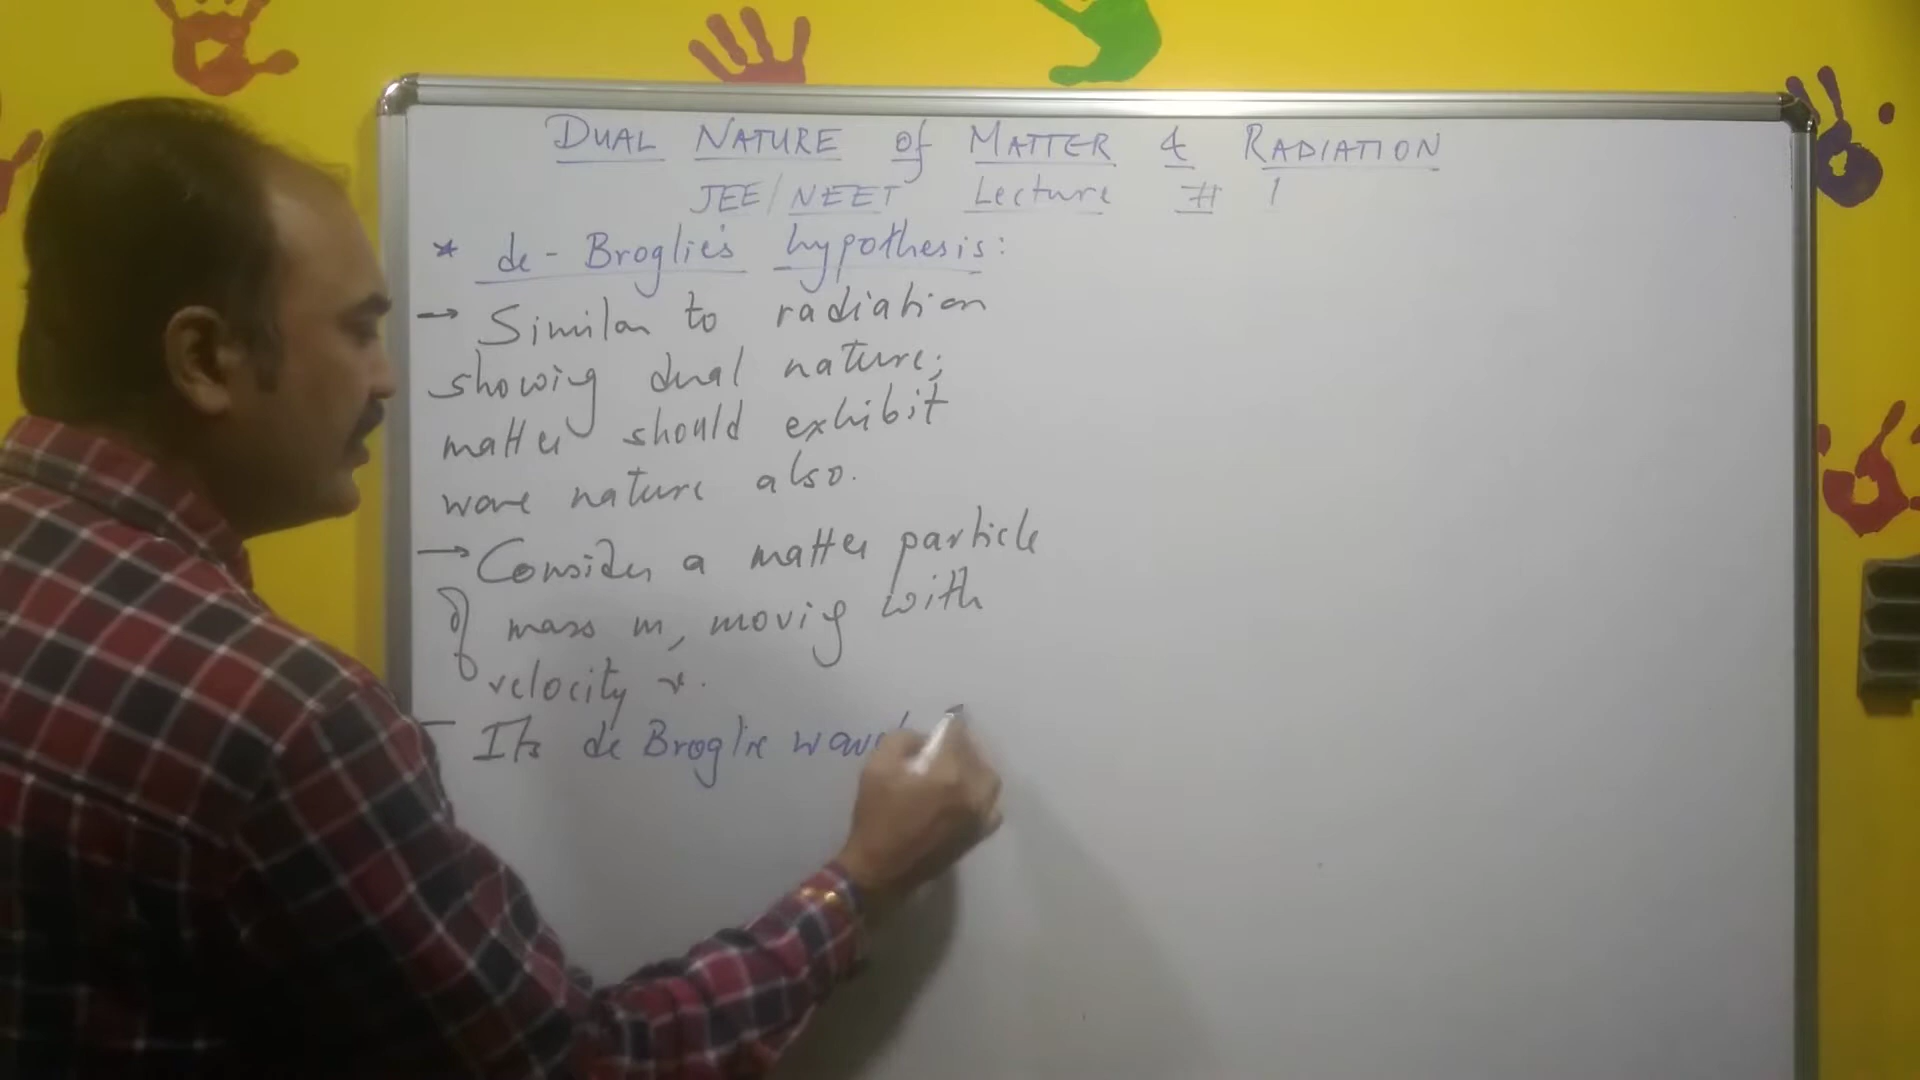 DUAL NATURE of MATTER & RADIATION
JEE/NEET Lecture # 1
* de-Broglie's hypothesis:
→ Similar to radiation
showing dual nature;
matter should exhibit
wave nature also.
→ Consider a matter particle
of mass m, moving with
velocity v.
- Its de Broglie wave